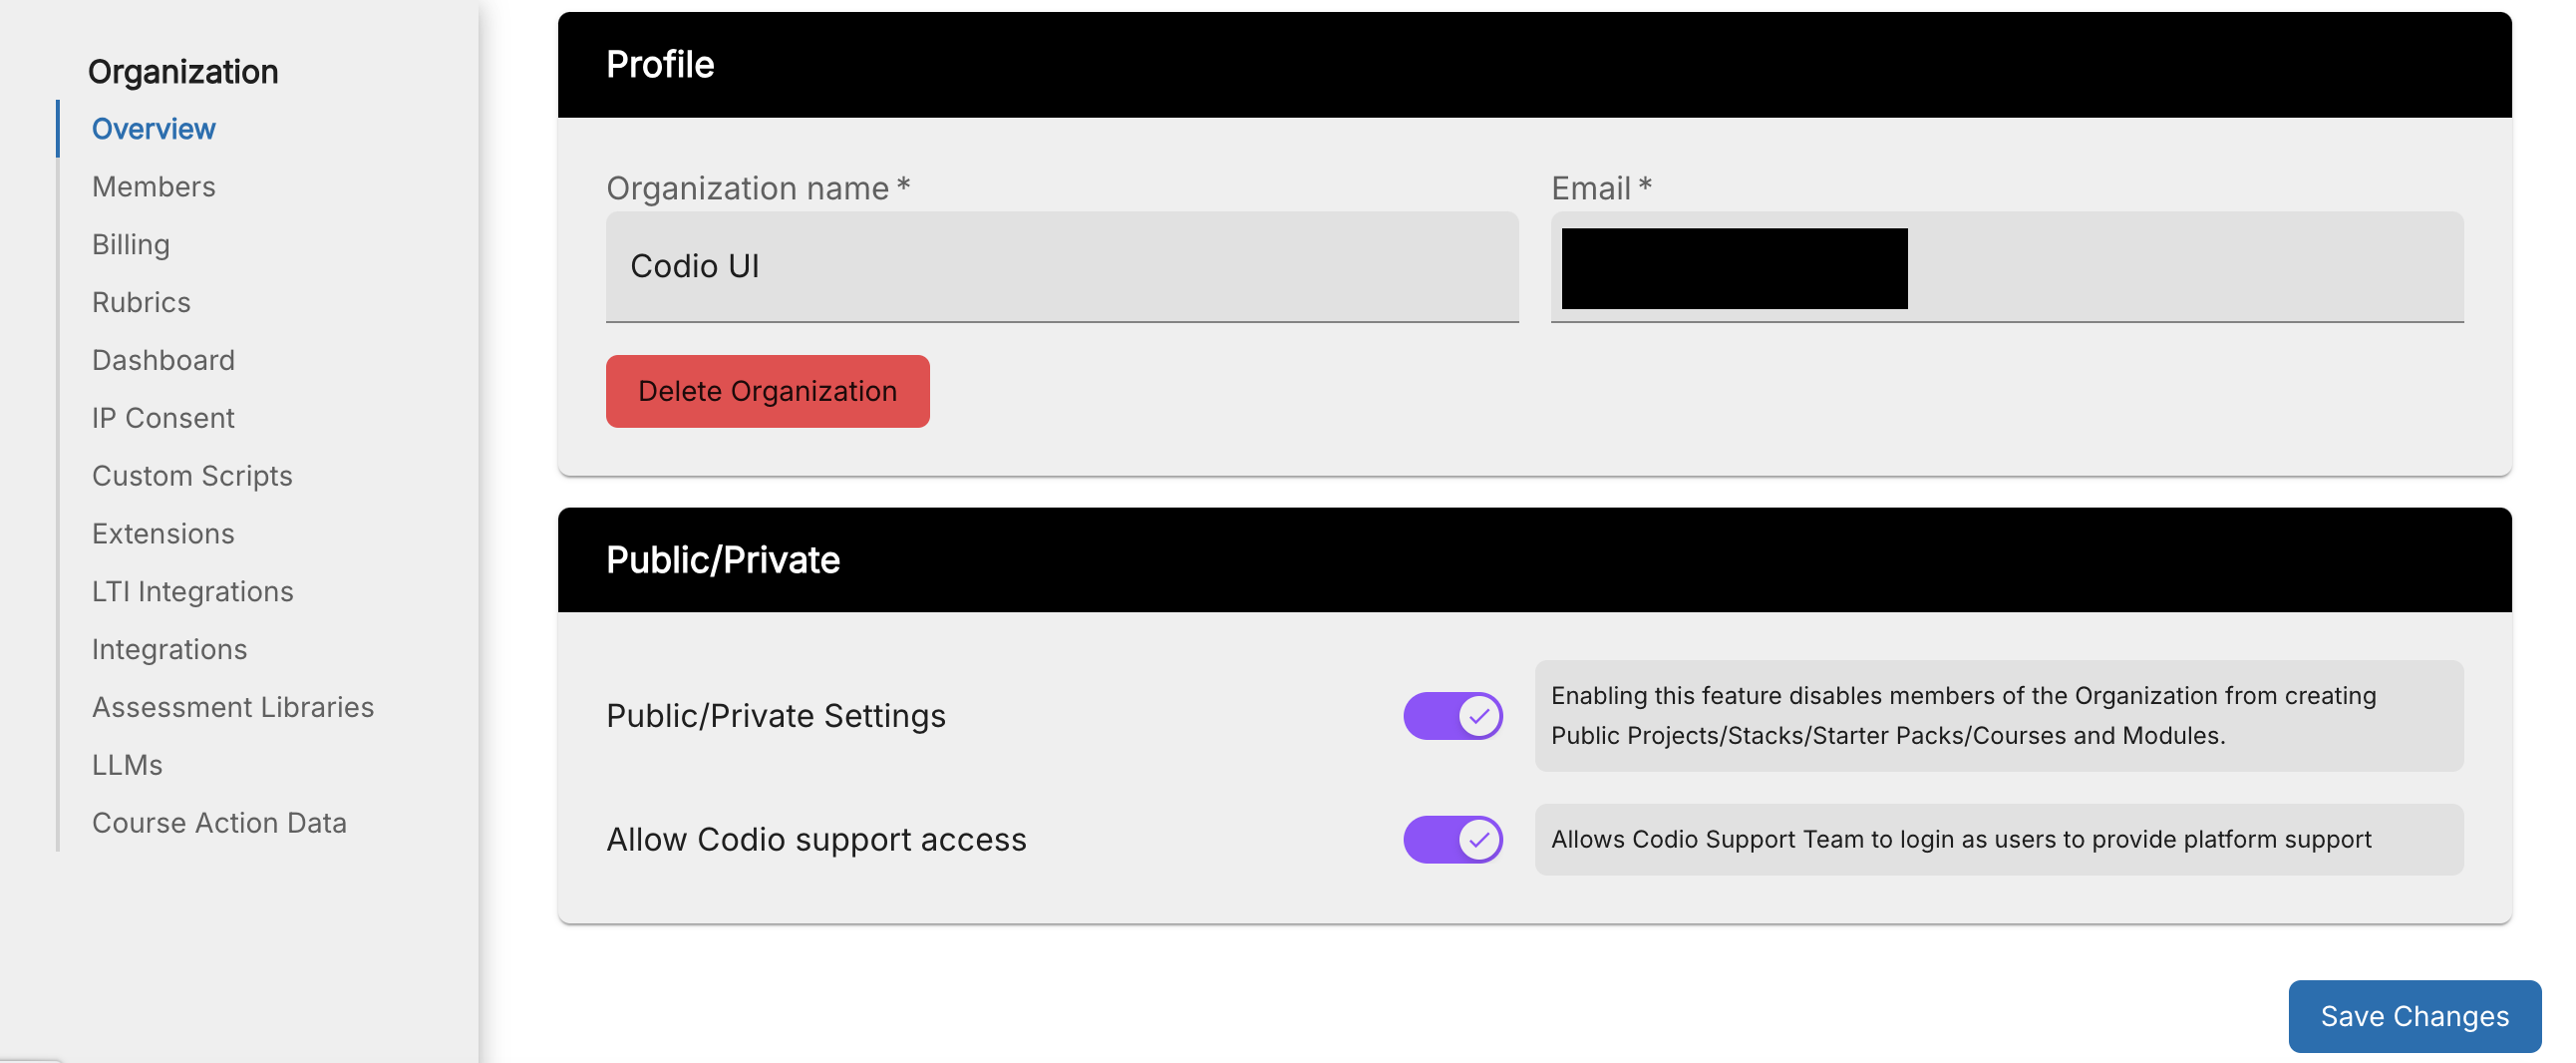 Organization
Overview
Members
Billing
Rubrics
Dashboard
IP Consent
Custom Scripts
Extensions
LTI Integrations
Integrations
Assessment Libraries
LLMs
Course Action Data
Profile
Organization name *
Email *
Codio UI
Delete Organization
Public/Private
Public/Private Settings
Enabling this feature disables members of the Organization from creating
Public Projects/Stacks/Starter Packs/Courses and Modules.
Allow Codio support access
Allows Codio Support Team to login as users to provide platform support
Save Changes